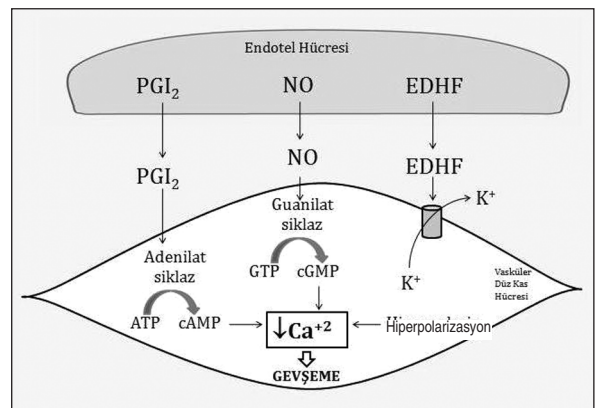 Endotel Hücresi
PGI₂ NO EDHF
NO
PGI₂
EDHF
K⁺
Guanilat
siklaz
Adenilat
siklaz
GTP cGMP
K⁺
Vasküler
Düz Kas
Hücresi
ATP cAMP
↓Ca⁺²
Hiperpolarizasyon
GEVŞEME